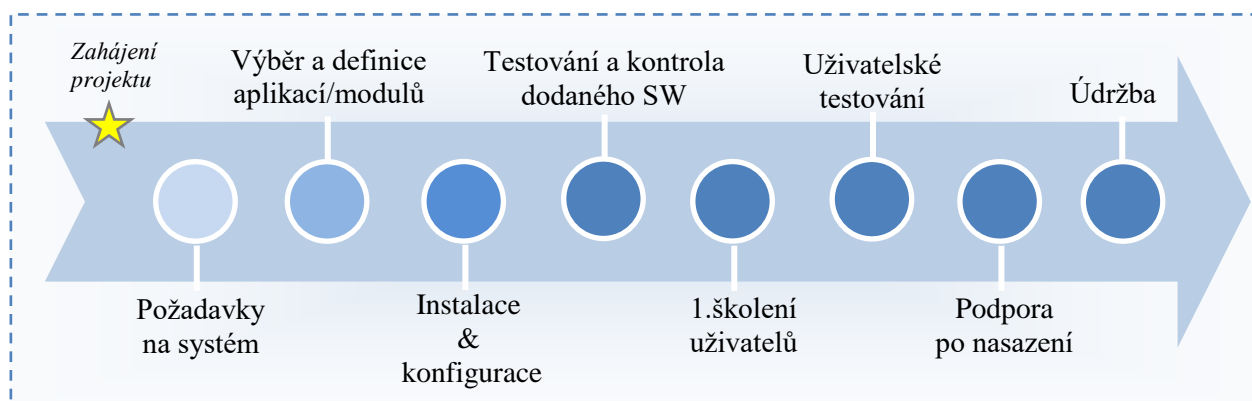 Zahájení
projektu
Výběr a definice
aplikací/modulů
Testování a kontrola
dodaného SW
Uživatelské
testování
Údržba
Požadavky
na systém
Instalace
&
konfigurace
1.školení
uživatelů
Podpora
po nasazení